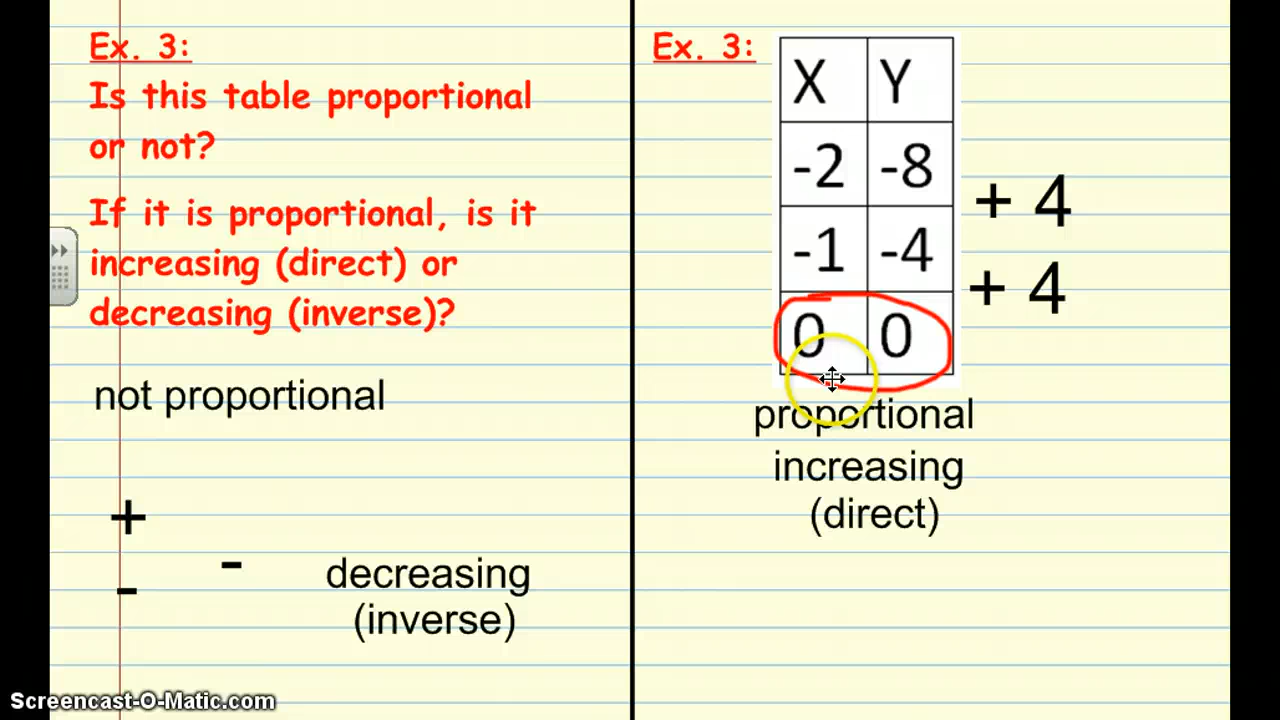 Ex. 3:
Is this table proportional
or not?
If it is proportional, is it
increasing (direct) or
decreasing (inverse)?
not proportional
+
-
-
decreasing
(inverse)
Ex. 3:
X Y
-2 -8
-1 -4
0 0
+ 4
+ 4
proportional
increasing
(direct)
Screencast-O-Matic.com